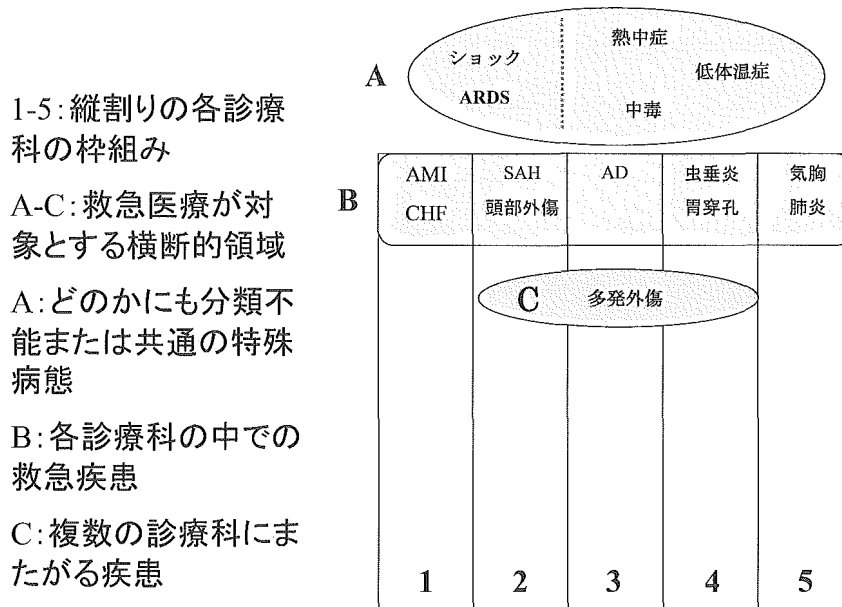 1-5:縦割りの各診療
科の枠組み
A-C:救急医療が対
象とする横断的領域
A:どのかにも分類不
能または共通の特殊
病態
B:各診療科の中での
救急疾患
C:複数の診療科にま
たがる疾患
A
ショック
ARDS
熱中症
低体温症
中毒
B
AMI
CHF
SAH
頭部外傷
AD
虫垂炎
胃穿孔
気胸
肺炎
C 多発外傷
1 2 3 4 5